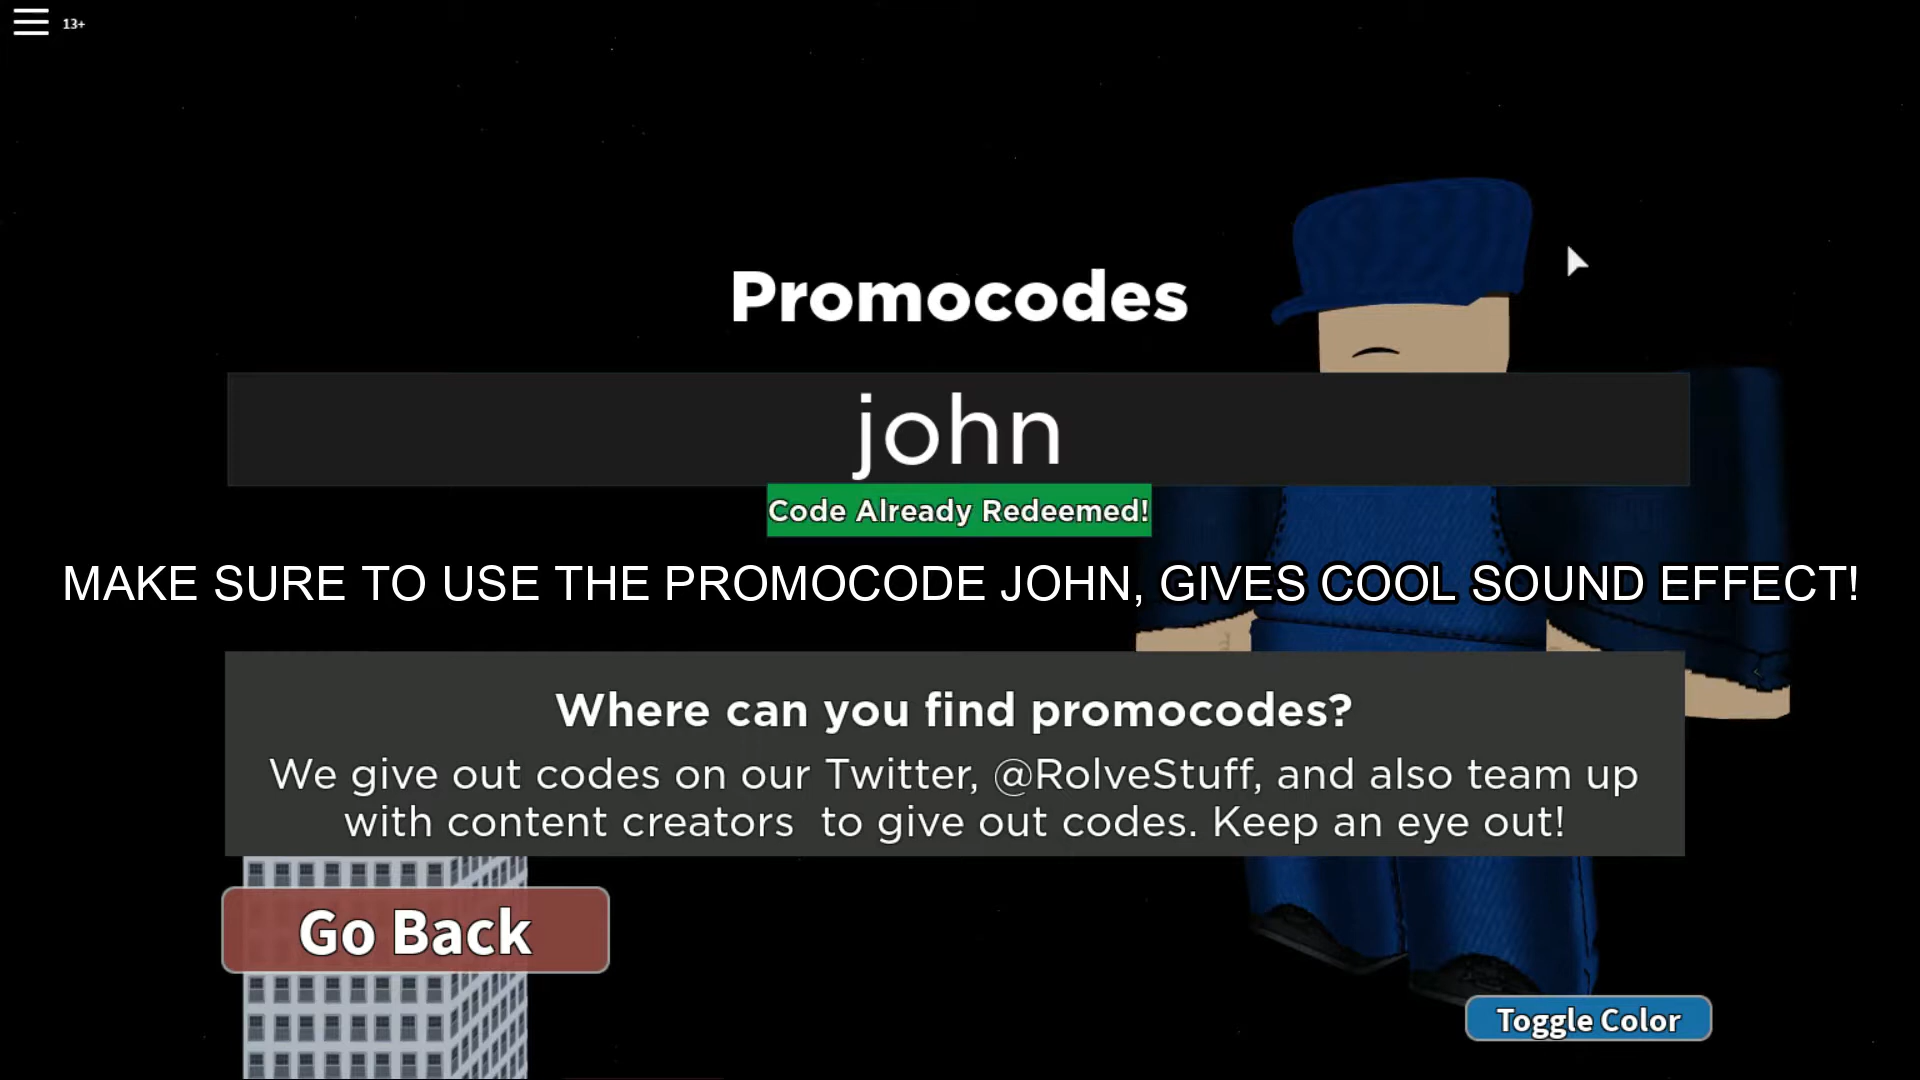 13+
Promocodes
john
Code Already Redeemed!
MAKE SURE TO USE THE PROMOCODE JOHN, GIVES COOL SOUND EFFECT!
Where can you find promocodes?
We give out codes on our Twitter, @RolveStuff, and also team up
with content creators  to give out codes. Keep an eye out!
Go Back
Toggle Color